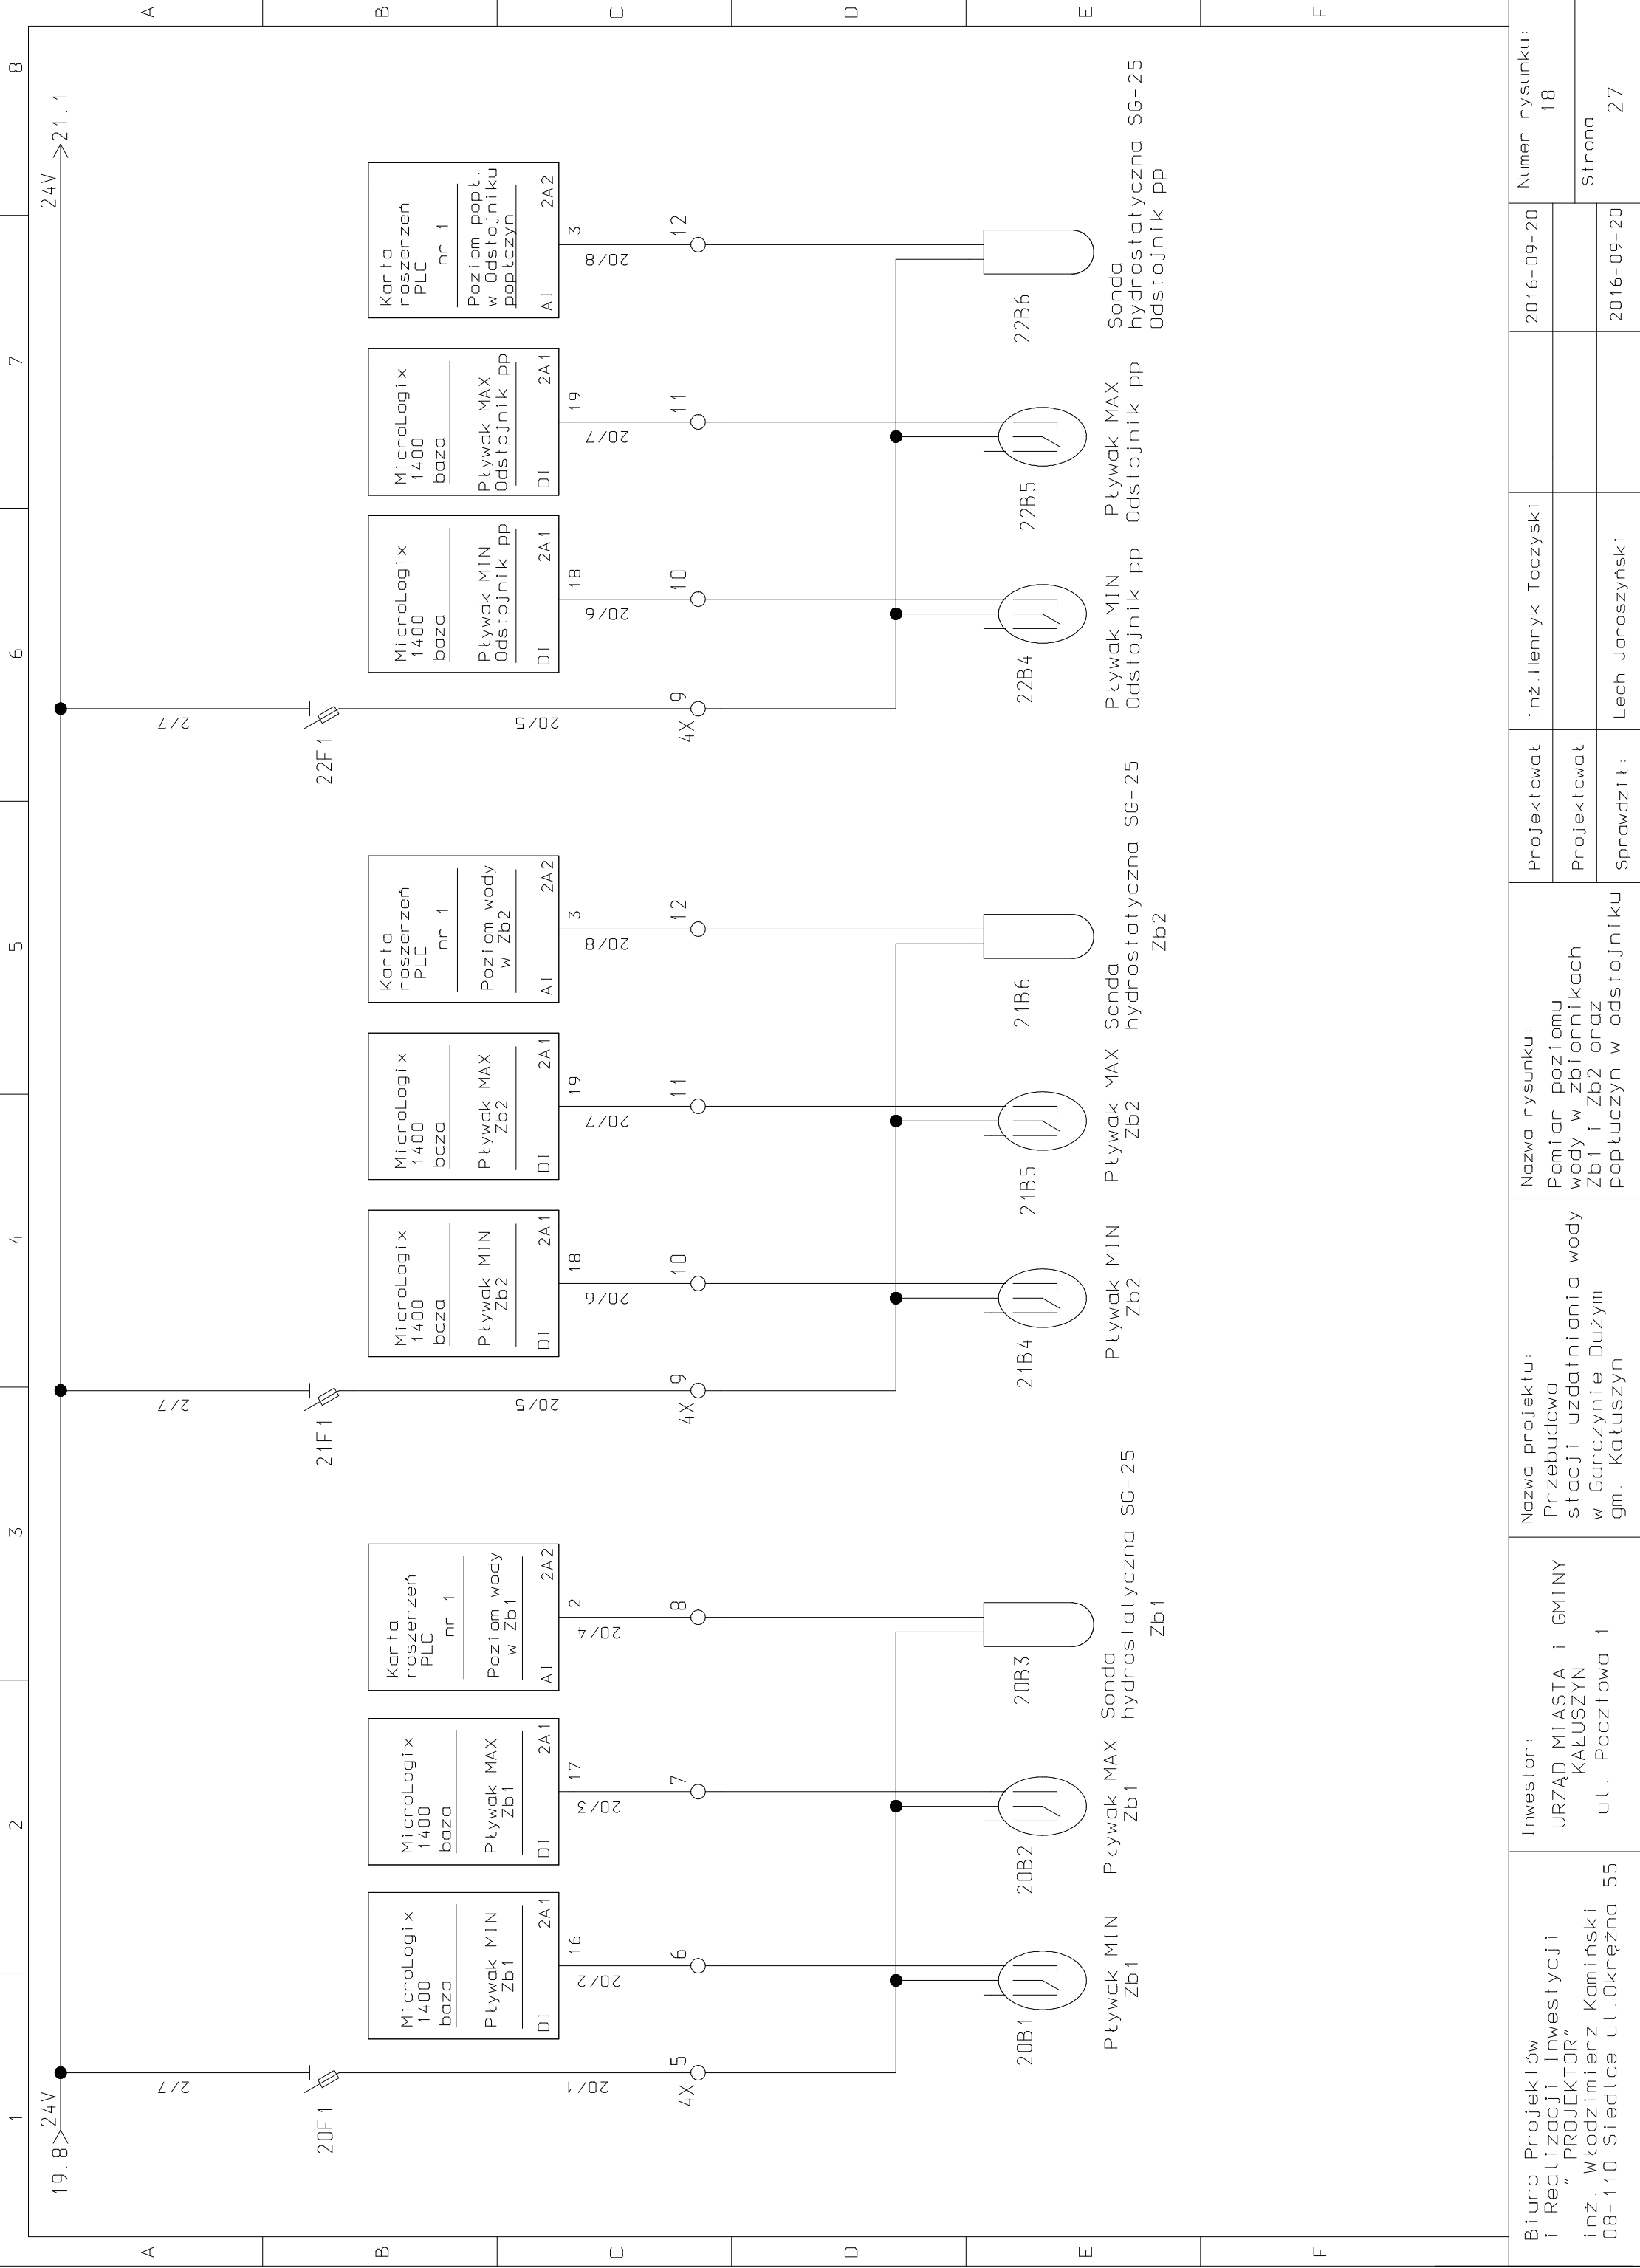 1
2
3
4
5
6
7
8
A
B
C
D
E
F
A
B
C
D
E
F
19.8
24V
24V
21.1
2/7
2/7
2/7
20F1
21F1
22F1
20/1
20/5
20/5
4X
5
4X
9
4X
9
MicroLogix
1400
baza
Pływak MIN
Zb1
DI
2A1
16
20/2
6
MicroLogix
1400
baza
Pływak MAX
Zb1
DI
2A1
17
20/3
7
Karta
roszerzeń
PLC
nr 1
Poziom wody
w Zb1
AI
2A2
2
20/4
8
MicroLogix
1400
baza
Pływak MIN
Zb2
DI
2A1
18
20/6
10
MicroLogix
1400
baza
Pływak MAX
Zb2
DI
2A1
19
20/7
11
Karta
roszerzeń
PLC
nr 1
Poziom wody
w Zb2
AI
2A2
3
20/8
12
MicroLogix
1400
baza
Pływak MIN
Odstojnik pp
DI
2A1
18
20/6
10
MicroLogix
1400
baza
Pływak MAX
Odstojnik pp
DI
2A1
19
20/7
11
Karta
roszerzeń
PLC
nr 1
Poziom popł.
w Odstojniku
popłczyn
AI
2A2
3
20/8
12
20B1
Pływak MIN
Zb1
20B2
Pływak MAX
Zb1
20B3
Sonda
hydrostatyczna SG-25
Zb1
21B4
Pływak MIN
Zb2
21B5
Pływak MAX
Zb2
21B6
Sonda
hydrostatyczna SG-25
Zb2
22B4
Pływak MIN
Odstojnik pp
22B5
Pływak MAX
Odstojnik pp
22B6
Sonda
hydrostatyczna SG-25
Odstojnik pp
Biuro Projektów
i Realizacji Inwestycji
" PROJEKTOR"
inż. Włodzimierz Kamiński
08-110 Siedlce ul.Okrężna 55
Inwestor:
URZĄD MIASTA i GMINY
KAŁUSZYN
ul. Pocztowa 1
Nazwa projektu:
Przebudowa
stacji uzdatniania wody
w Garczynie Dużym
gm. Kałuszyn
Nazwa rysunku:
Pomiar poziomu
wody w zbiornikach
Zb1 i Zb2 oraz
popłuczyn w odstojniku
Projektował:
inż.Henryk Toczyski
2016-09-20
Projektował:
Sprawdził:
Lech Jaroszyński
2016-09-20
Numer rysunku:
18
Strona
27